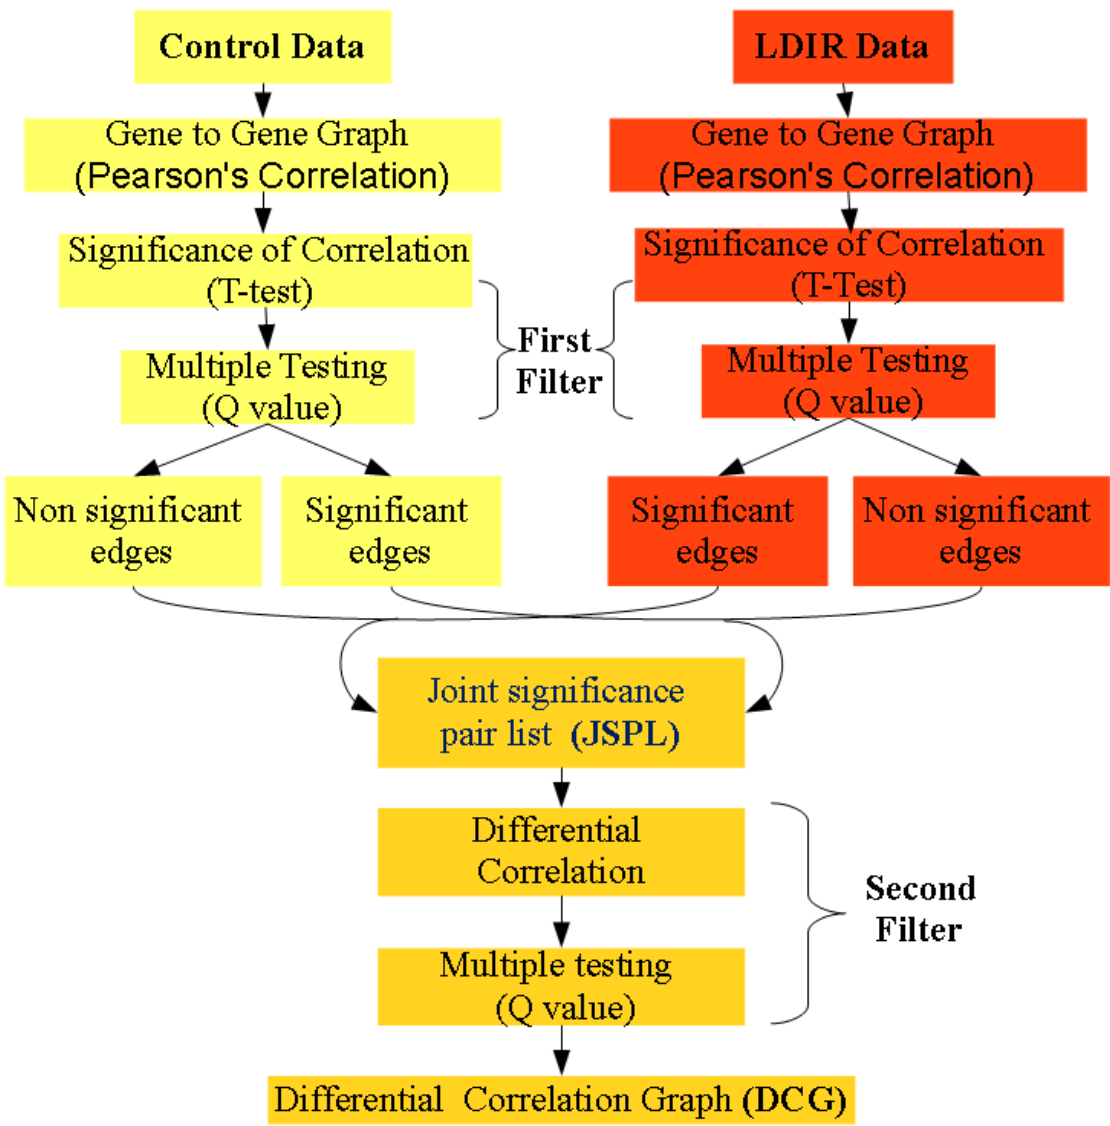 Control Data
LDIR Data
Gene to Gene Graph
(Pearson's Correlation)
Gene to Gene Graph
(Pearson's Correlation)
Significance of Correlation
(T-test)
Significance of Correlation
(T-Test)
First
Filter
Multiple Testing
(Q value)
Multiple Testing
(Q value)
Non significant
edges
Significant
edges
Significant
edges
Non significant
edges
Joint significance
pair list (JSPL)
Differential
Correlation
Second
Filter
Multiple testing
(Q value)
Differential Correlation Graph (DCG)